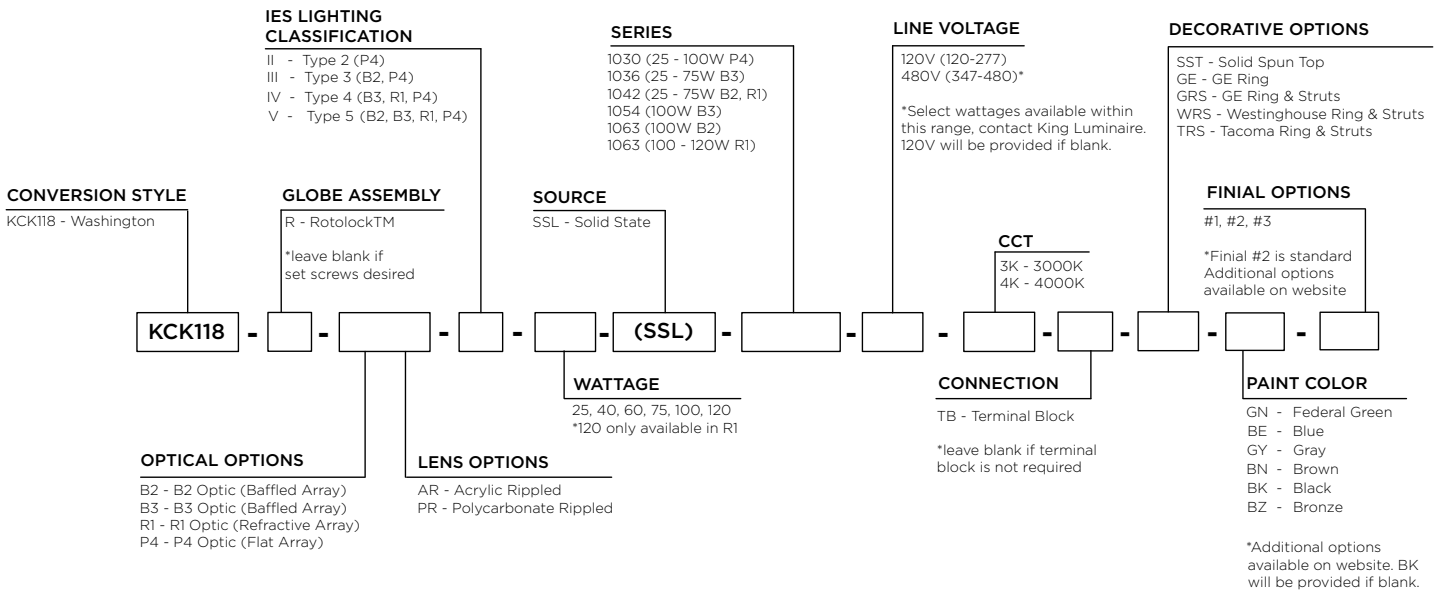 IES LIGHTING
CLASSIFICATION
II - Type 2 (P4)
III - Type 3 (B2, P4)
IV - Type 4 (B3, R1, P4)
V - Type 5 (B2, B3, R1, P4)
SERIES
1030 (25 - 100W P4)
1036 (25 - 75W B3)
1042 (25 - 75W B2, R1)
1054 (100W B3)
1063 (100W B2)
1063 (100 - 120W R1)
LINE VOLTAGE
120V (120-277)
480V (347-480)*
*Select wattages available within
this range, contact King Luminaire.
120V will be provided if blank.
DECORATIVE OPTIONS
SST - Solid Spun Top
GE - GE Ring
GRS - GE Ring & Struts
WRS - Westinghouse Ring & Struts
TRS - Tacoma Ring & Struts
CONVERSION STYLE
KCK118 - Washington
GLOBE ASSEMBLY
R - RotolockTM
*leave blank if
set screws desired
SOURCE
SSL - Solid State
CCT
3K - 3000K
4K - 4000K
FINIAL OPTIONS
#1, #2, #3
*Finial #2 is standard
Additional options
available on website
KCK118 - - - - - (SSL) - - - - - - -
WATTAGE
25, 40, 60, 75, 100, 120
*120 only available in R1
CONNECTION
TB - Terminal Block
*leave blank if terminal
block is not required
PAINT COLOR
GN - Federal Green
BE - Blue
GY - Gray
BN - Brown
BK - Black
BZ - Bronze
*Additional options
available on website. BK
will be provided if blank.
OPTICAL OPTIONS
B2 - B2 Optic (Baffled Array)
B3 - B3 Optic (Baffled Array)
R1 - R1 Optic (Refractive Array)
P4 - P4 Optic (Flat Array)
LENS OPTIONS
AR - Acrylic Rippled
PR - Polycarbonate Rippled